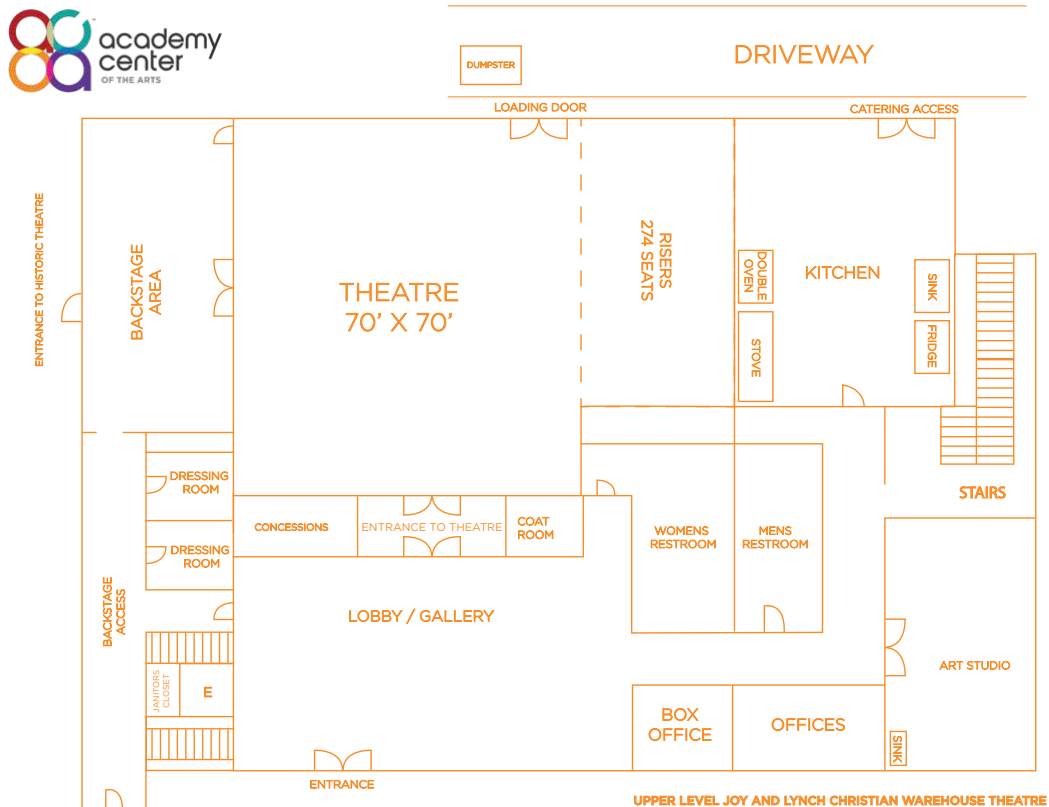 academy
center
OF THE ARTS
DRIVEWAY
DUMPSTER
LOADING DOOR
CATERING ACCESS
ENTRANCE TO HISTORIC THEATRE
BACKSTAGE
AREA
THEATRE
70' X 70'
RISERS
274 SEATS
DOUBLE
OVEN
KITCHEN
SINK
STOVE
FRIDGE
DRESSING
ROOM
STAIRS
CONCESSIONS
ENTRANCE TO THEATRE
COAT
ROOM
WOMENS
RESTROOM
MENS
RESTROOM
DRESSING
ROOM
BACKSTAGE
ACCESS
LOBBY / GALLERY
ART STUDIO
JANITORS
CLOSET
E
BOX
OFFICE
OFFICES
SINK
ENTRANCE
UPPER LEVEL JOY AND LYNCH CHRISTIAN WAREHOUSE THEATRE